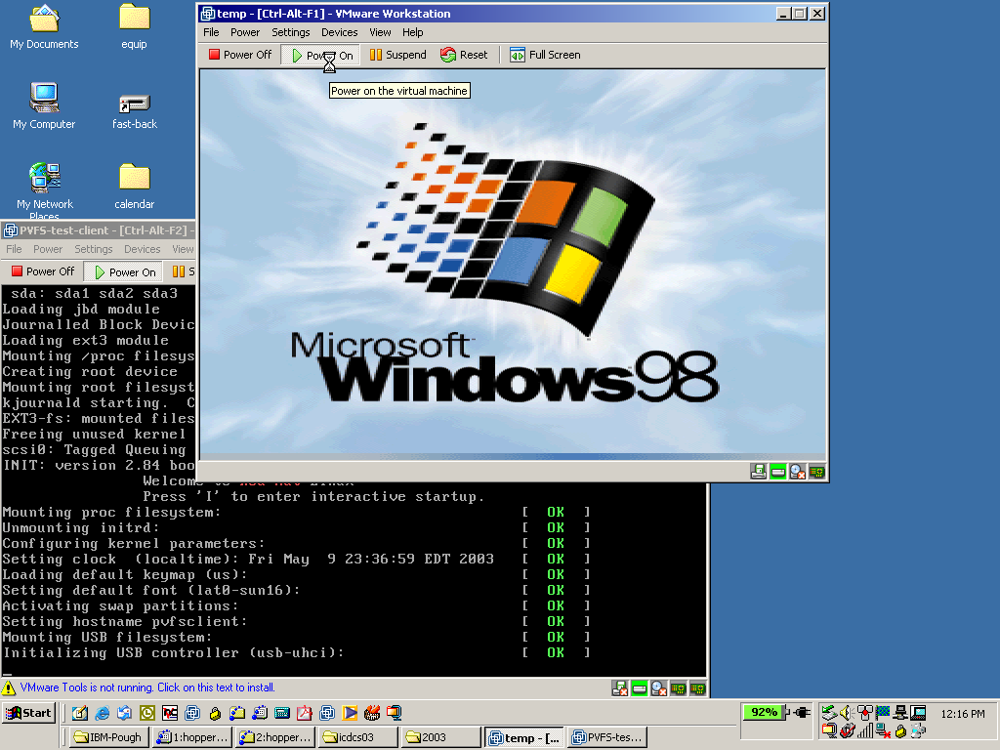 My Documents
equip
My Computer
fast-back
My Network
Places
calendar
temp - [Ctrl-Alt-F1] - VMware Workstation
File Power Settings Devices View Help
Power Off Power On Suspend Reset Full Screen
Power on the virtual machine
Microsoft
Windows98
PVFS-test-client - [Ctrl-Alt-F2] -
File Power Settings Devices View
Power Off Power On S
sda: sda1 sda2 sda3
Loading jbd module
Journalled Block Devic
Loading ext3 module
Mounting /proc filesys
Creating root device
Mounting root filesyst
kjournald starting. C
EXT3-fs: mounted files
Freeing unused kernel
scsi0: Tagged Queuing
INIT: version 2.84 boo
Welcome to Red Hat Linux
Press 'I' to enter interactive startup.
Mounting proc filesystem: [ OK ]
Unmounting initrd: [ OK ]
Configuring kernel parameters: [ OK ]
Setting clock (localtime): Fri May 9 23:36:59 EDT 2003 [ OK ]
Loading default keymap (us): [ OK ]
Setting default font (lat0-sun16): [ OK ]
Activating swap partitions: [ OK ]
Setting hostname pvfsclient: [ OK ]
Mounting USB filesystem: [ OK ]
Initializing USB controller (usb-uhci): [ OK ]
VMware Tools is not running. Click on this text to install.
Start
92%
12:16 PM
IBM-Pough
1:hopper...
2:hopper...
icdcs03
2003
temp - [...
PVFS-tes...